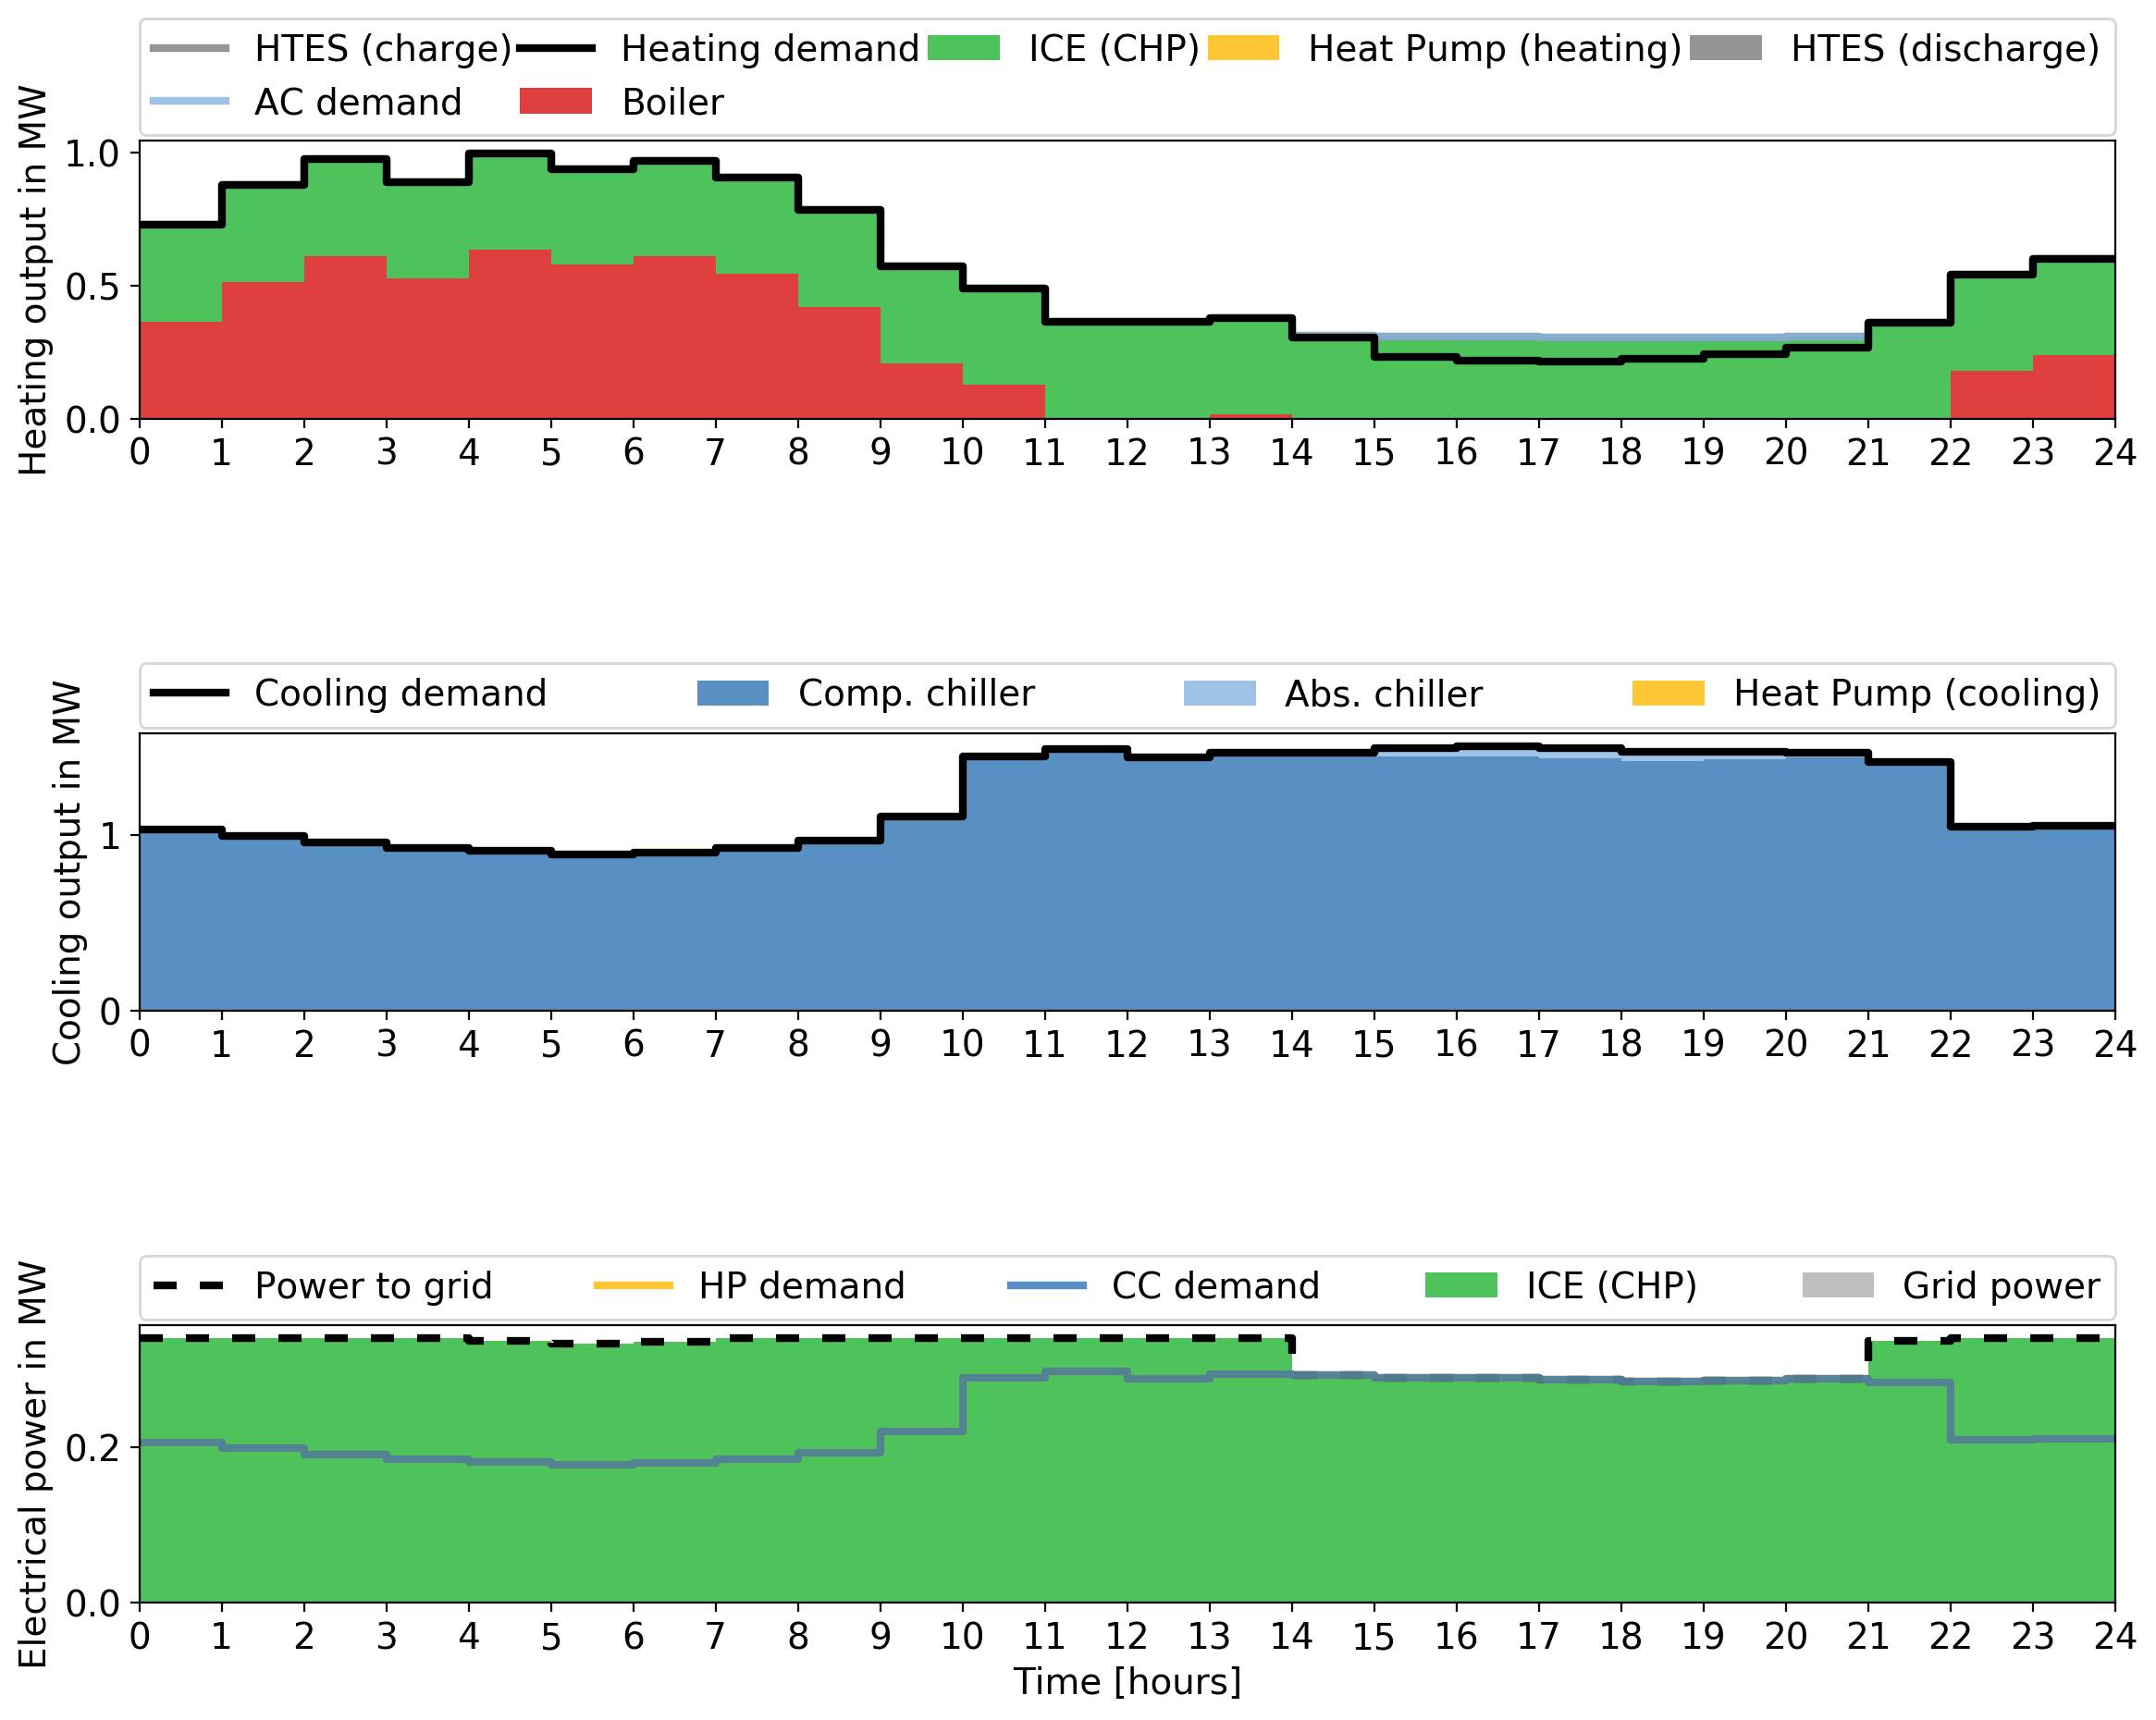 HTES (charge) Heating demand ICE (CHP) Heat Pump (heating) HTES (discharge)
AC demand Boiler
Heating output in MW
1.0
0.5
0.0
0 1 2 3 4 5 6 7 8 9 10 11 12 13 14 15 16 17 18 19 20 21 22 23 24
Cooling demand Comp. chiller Abs. chiller Heat Pump (cooling)
Cooling output in MW
1
0
0 1 2 3 4 5 6 7 8 9 10 11 12 13 14 15 16 17 18 19 20 21 22 23 24
Power to grid HP demand CC demand ICE (CHP) Grid power
Electrical power in MW
0.2
0.0
0 1 2 3 4 5 6 7 8 9 10 11 12 13 14 15 16 17 18 19 20 21 22 23 24
Time [hours]